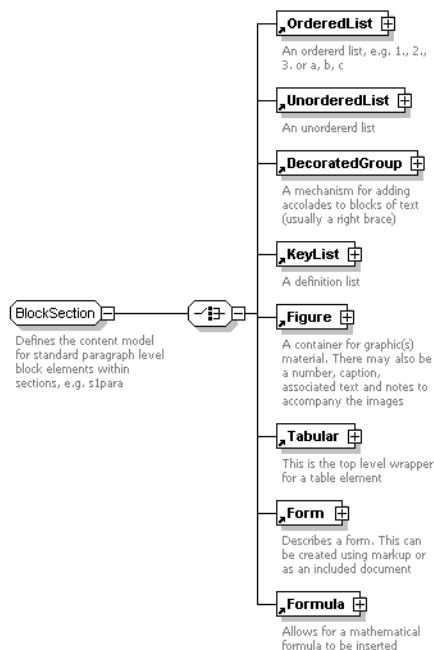 OrderedList
An ordererd list, e.g. 1., 2.,
3. or a, b, c
UnorderedList
An unordererd list
DecoratedGroup
A mechanism for adding
accolades to blocks of text
(usually a right brace)
KeyList
A definition list
BlockSection
Defines the content model
for standard paragraph level
block elements within
sections, e.g. s1para
Figure
A container for graphic(s)
material. There may also be
a number, caption,
associated text and notes to
accompany the images
Tabular
This is the top level wrapper
for a table element
Form
Describes a form. This can
be created using markup or
as an included document
Formula
Allows for a mathematical
formula to be inserted